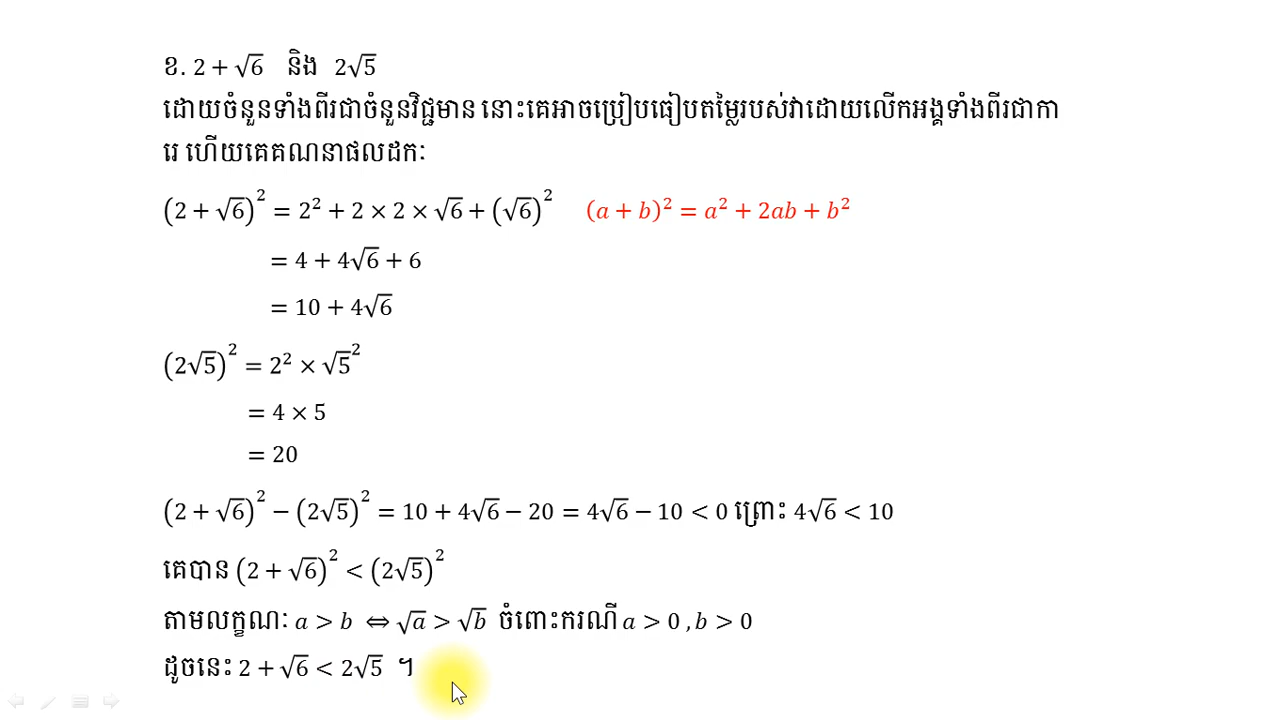 ខ. 2 + √6 និង 2√5
ដោយចំនួនទាំងពីរជាចំនួនវិជ្ជមាន នោះគេអាចប្រៀបធៀបតម្លៃរបស់វាដោយលើកអង្គទាំងពីរជាកា
រេ ហើយគេគណនាផលដក:
(2 + √6)² = 2² + 2 × 2 × √6 + (√6)² (a + b)² = a² + 2ab + b²
= 4 + 4√6 + 6
= 10 + 4√6
(2√5)² = 2² × √5²
= 4 × 5
= 20
(2 + √6)² − (2√5)² = 10 + 4√6 − 20 = 4√6 − 10 < 0 ព្រោះ 4√6 < 10
គេបាន (2 + √6)² < (2√5)²
តាមលក្ខណៈ a > b ⇔ √a > √b ចំពោះករណី a > 0 , b > 0
ដូចនេះ 2 + √6 < 2√5 ។